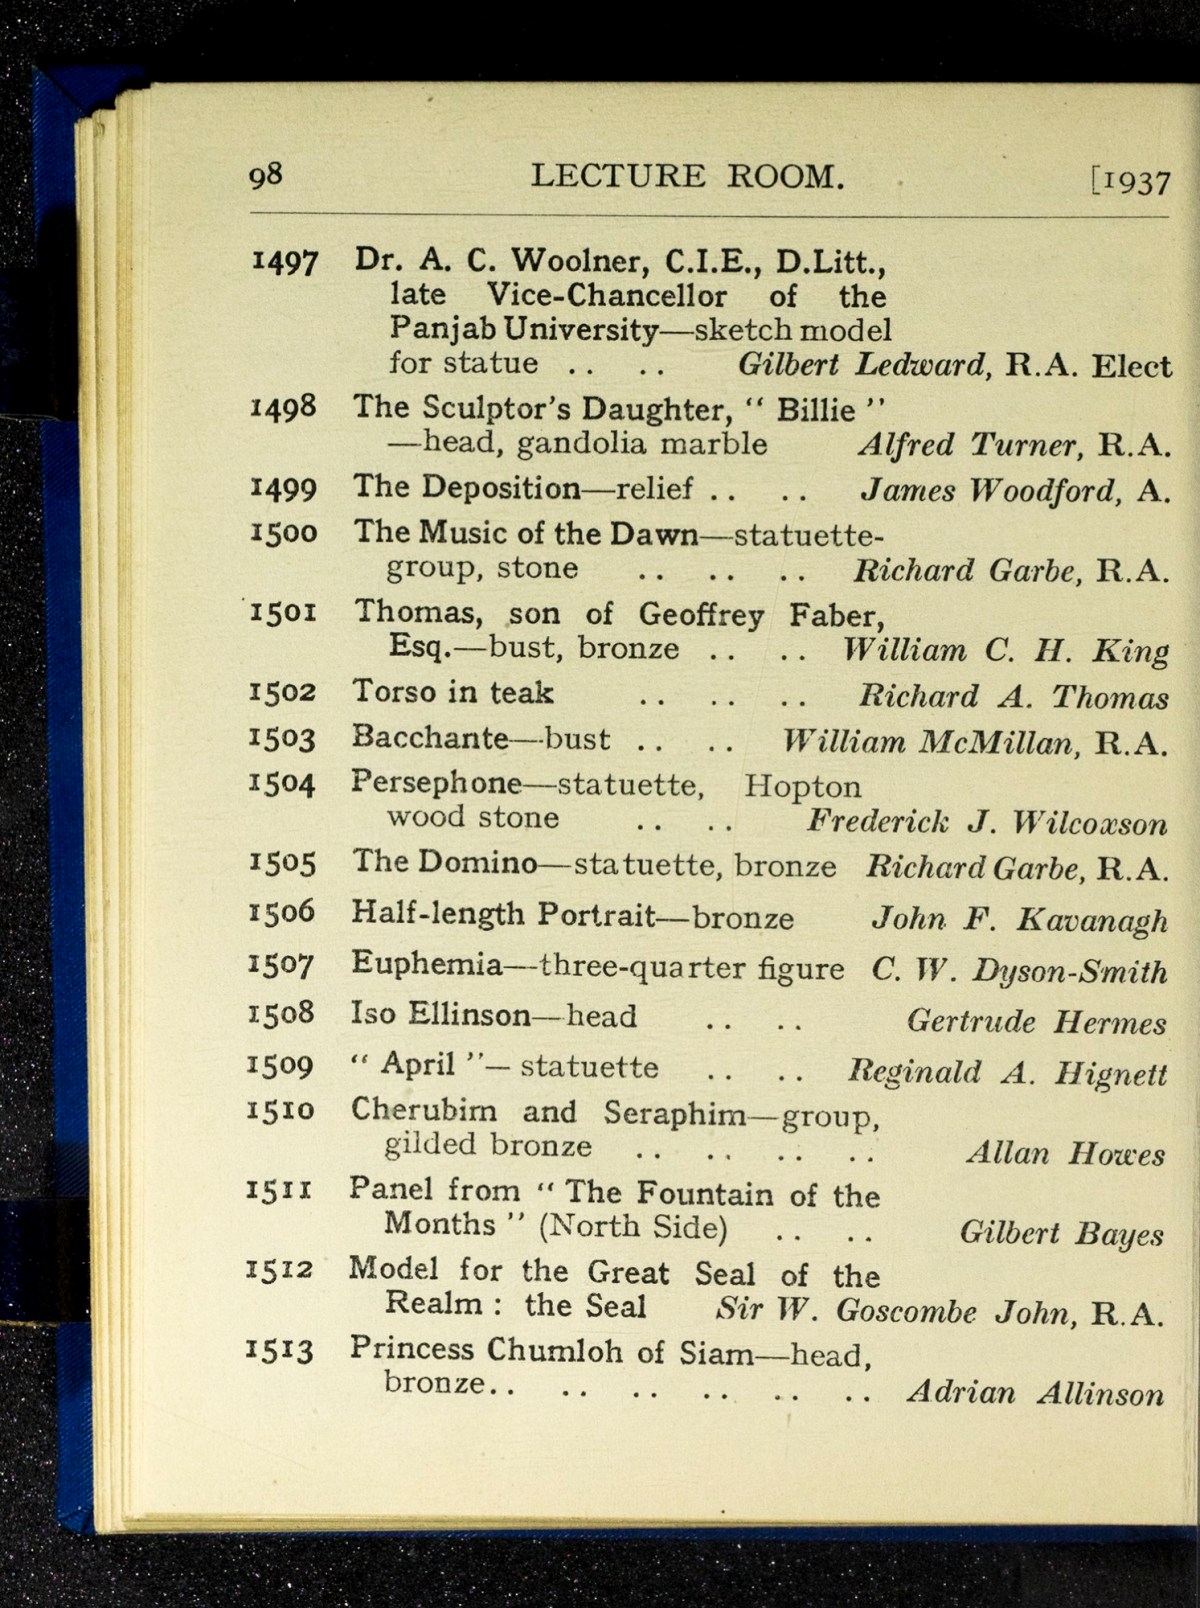 98 LECTURE ROOM. [1937
1497 Dr. A. C. Woolner, C.I.E., D.Litt.,
late Vice-Chancellor of the
Panjab University—sketch model
for statue .. .. Gilbert Ledward, R.A. Elect
1498 The Sculptor's Daughter, “ Billie ”
—head, gandolia marble Alfred Turner, R.A.
1499 The Deposition—relief .. .. James Woodford, A.
1500 The Music of the Dawn—statuette-
group, stone .. .. .. Richard Garbe, R.A.
1501 Thomas, son of Geoffrey Faber,
Esq.—bust, bronze .. .. William C. H. King
1502 Torso in teak .. .. .. Richard A. Thomas
1503 Bacchante—bust .. .. William McMillan, R.A.
1504 Persephone—statuette, Hopton
wood stone .. .. Frederick J. Wilcoxson
1505 The Domino—statuette, bronze Richard Garbe, R.A.
1506 Half-length Portrait—bronze John F. Kavanagh
1507 Euphemia—three-quarter figure C. W. Dyson-Smith
1508 Iso Ellinson—head .. .. Gertrude Hermes
1509 “ April ”— statuette .. .. Reginald A. Hignett
1510 Cherubim and Seraphim—group,
gilded bronze .. .. .. .. Allan Howes
1511 Panel from “ The Fountain of the
Months ” (North Side) .. .. Gilbert Bayes
1512 Model for the Great Seal of the
Realm : the Seal Sir W. Goscombe John, R.A.
1513 Princess Chumloh of Siam—head,
bronze.. .. .. .. .. .. Adrian Allinson